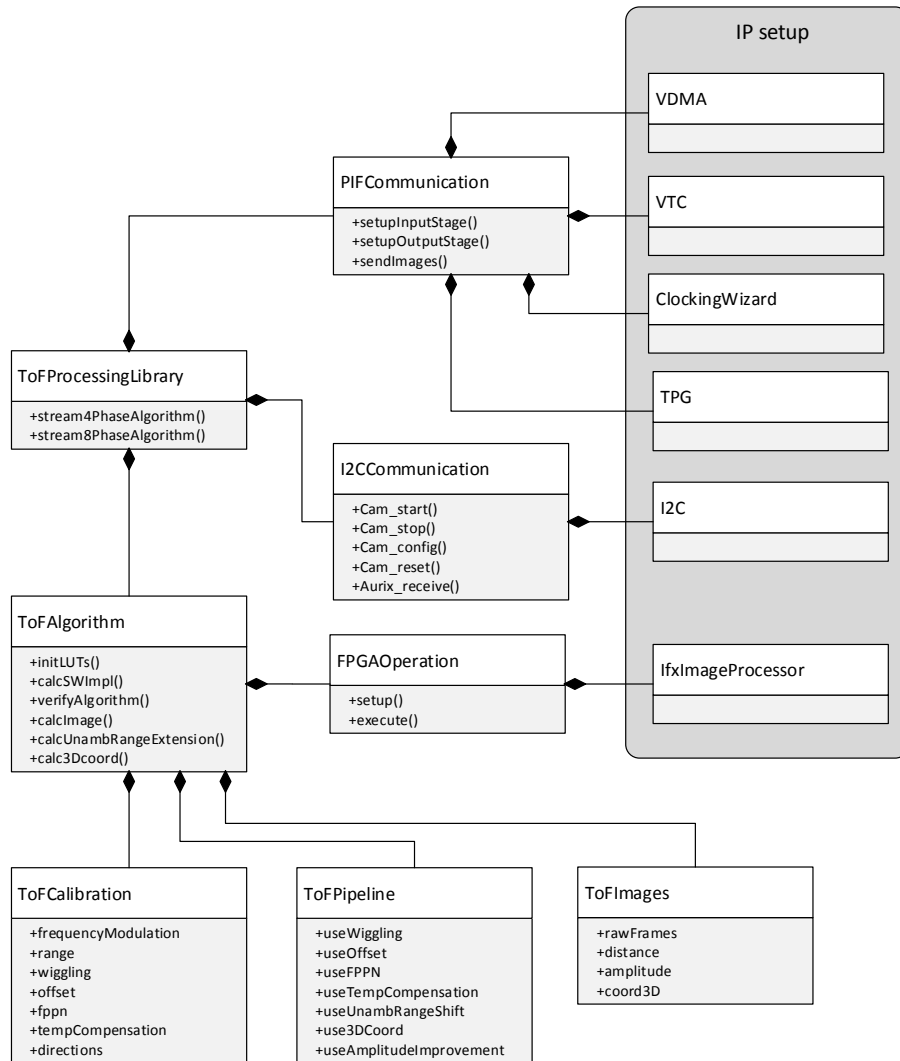 IP setup
VDMA
PIFCommunication
+setupInputStage()
+setupOutputStage()
+sendImages()
VTC
ClockingWizard
ToFProcessingLibrary
+stream4PhaseAlgorithm()
+stream8PhaseAlgorithm()
TPG
I2CCommunication
+Cam_start()
+Cam_stop()
+Cam_config()
+Cam_reset()
+Aurix_receive()
I2C
ToFAlgorithm
+initLUTs()
+calcSWImpl()
+verifyAlgorithm()
+calcImage()
+calcUnambRangeExtension()
+calc3Dcoord()
FPGAOperation
+setup()
+execute()
IfxImageProcessor
ToFCalibration
+frequencyModulation
+range
+wiggling
+offset
+fppn
+tempCompensation
+directions
ToFPipeline
+useWiggling
+useOffset
+useFPPN
+useTempCompensation
+useUnambRangeShift
+use3DCoord
+useAmplitudeImprovement
ToFImages
+rawFrames
+distance
+amplitude
+coord3D